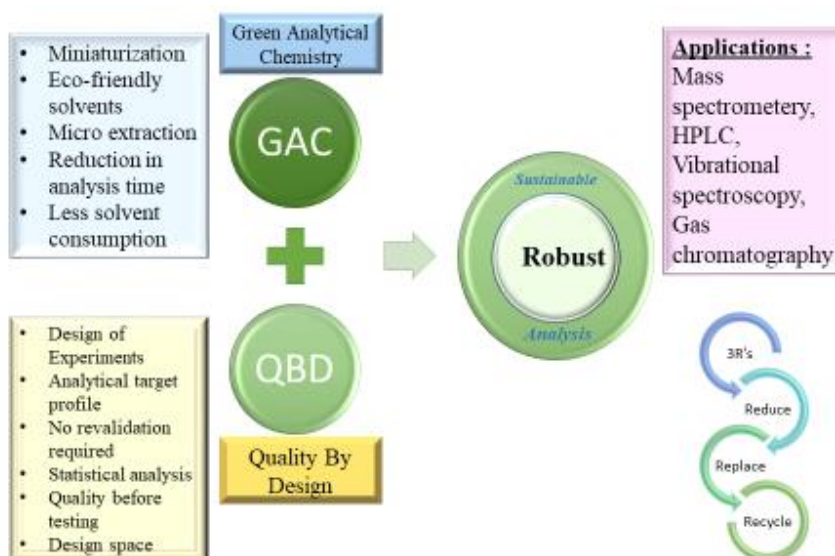 • Miniaturization
• Eco-friendly
solvents
• Micro extraction
• Reduction in
analysis time
• Less solvent
consumption
Green Analytical
Chemistry
GAC
QBD
Quality By
Design
• Design of
Experiments
• Analytical target
profile
• No revalidation
required
• Statistical analysis
• Quality before
testing
• Design space
Sustainable
Robust
Analysis
Applications :
Mass
spectrometery,
HPLC,
Vibrational
spectroscopy,
Gas
chromatography
3R's
Reduce
Replace
Recycle